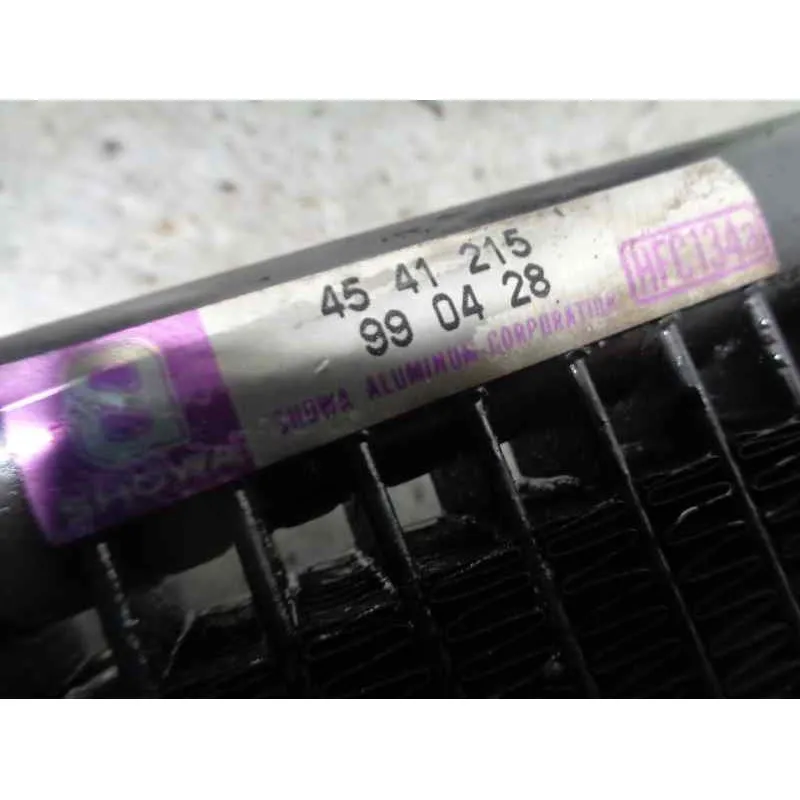 45 41 215
99 04 28
HFC134a
SHOWA ALUMINUM CORPORATION
SHOWA